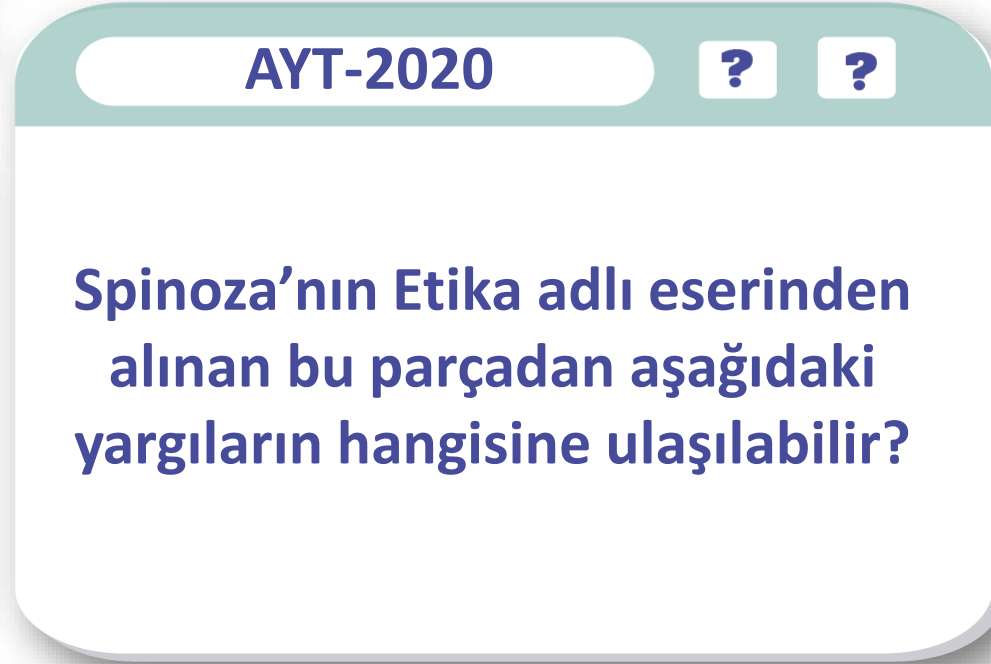 AYT-2020 ? ?
Spinoza’nın Etika adlı eserinden
alınan bu parçadan aşağıdaki
yargıların hangisine ulaşılabilir?